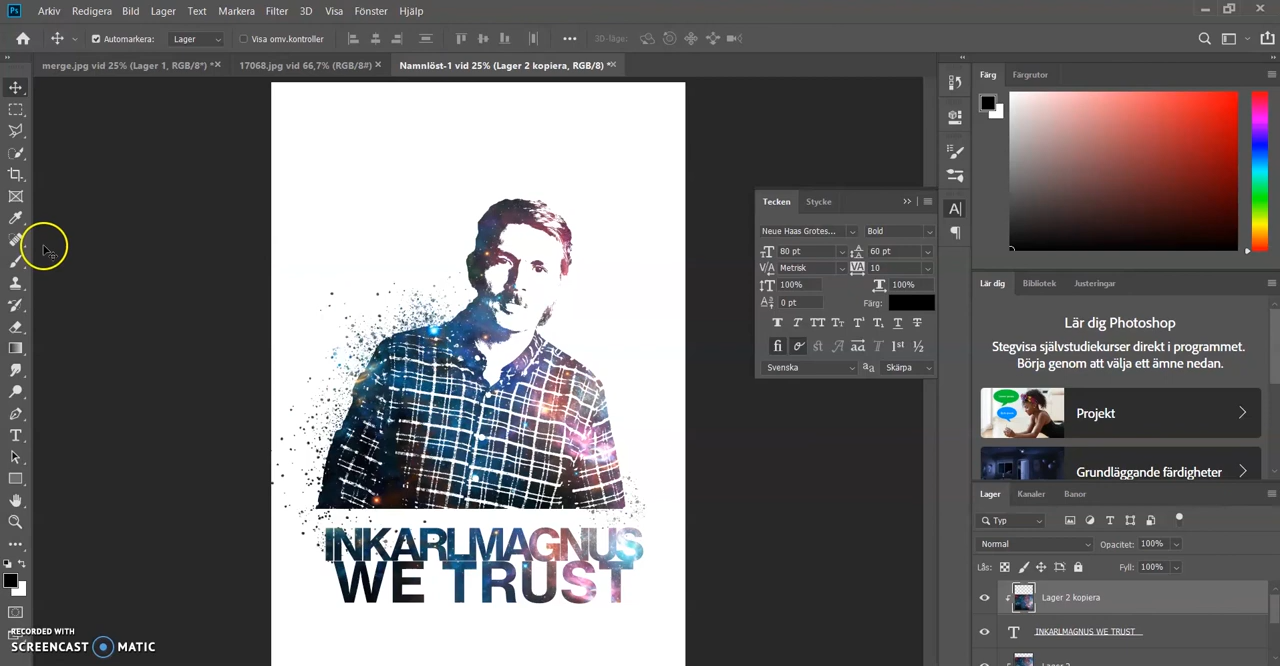 Ps Arkiv Redigera Bild Lager Text Markera Filter 3D Visa Fönster Hjälp
Automarkera: Lager Visa omv.kontroller 3D-läge:
merge.jpg vid 25% (Lager 1, RGB/8*) * 17068.jpg vid 66,7% (RGB/8#) Namnlöst-1 vid 25% (Lager 2 kopiera, RGB/8) *
Färg Färgrutor
Tecken Stycke
Neue Haas Grotes... Bold
80 pt 60 pt
Metrisk 10
100% 100%
0 pt Färg:
Svenska Skärpa
Lär dig Bibliotek Justeringar
Lär dig Photoshop
Stegvisa självstudiekurser direkt i programmet.
Börja genom att välja ett ämne nedan.
Projekt
Grundläggande färdigheter
Lager Kanaler Banor
Typ
Normal Opacitet: 100%
Lås: Fyll: 100%
Lager 2 kopiera
INKARLMAGNUS WE TRUST
Lager 2
INKARLMAGNUS
WE TRUST
RECORDED WITH
SCREENCAST MATIC